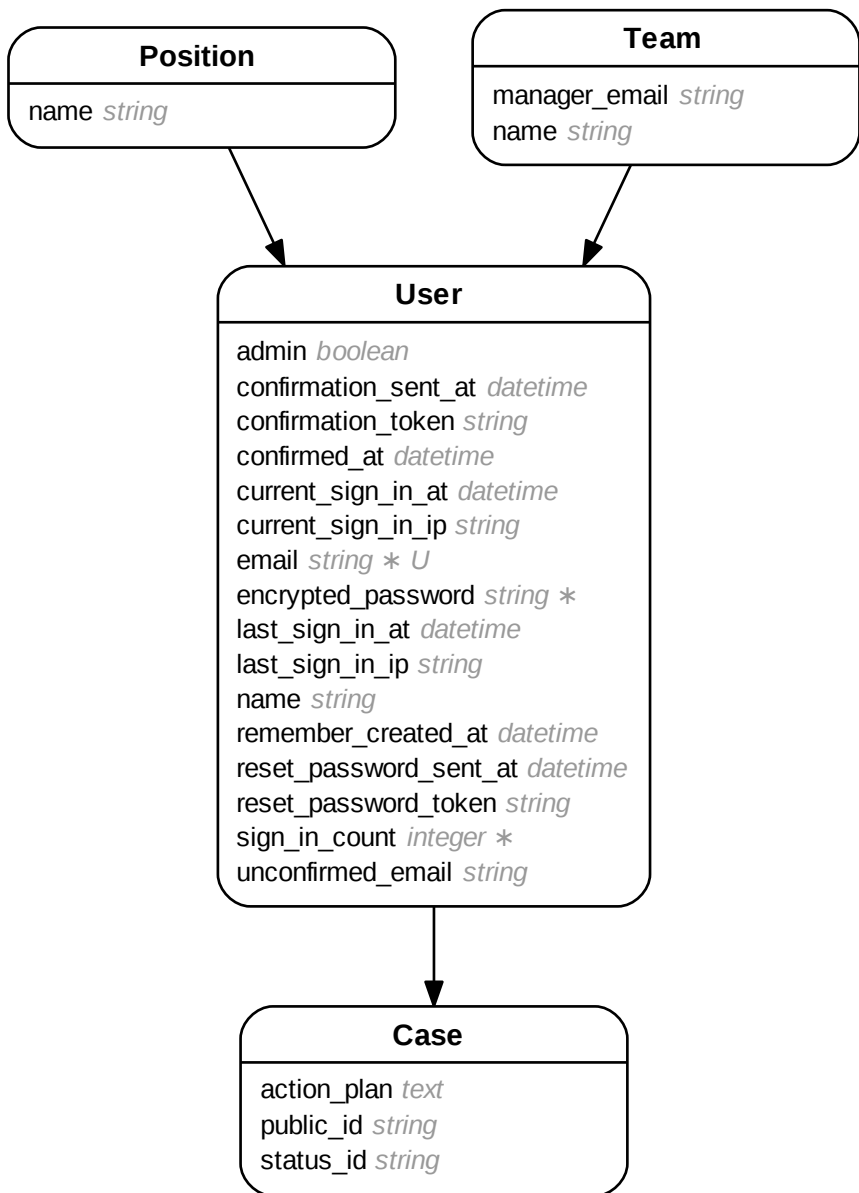 Position
name string
Team
manager_email string
name string
User
admin boolean
confirmation_sent_at datetime
confirmation_token string
confirmed_at datetime
current_sign_in_at datetime
current_sign_in_ip string
email string ∗ U
encrypted_password string ∗
last_sign_in_at datetime
last_sign_in_ip string
name string
remember_created_at datetime
reset_password_sent_at datetime
reset_password_token string
sign_in_count integer ∗
unconfirmed_email string
Case
action_plan text
public_id string
status_id string